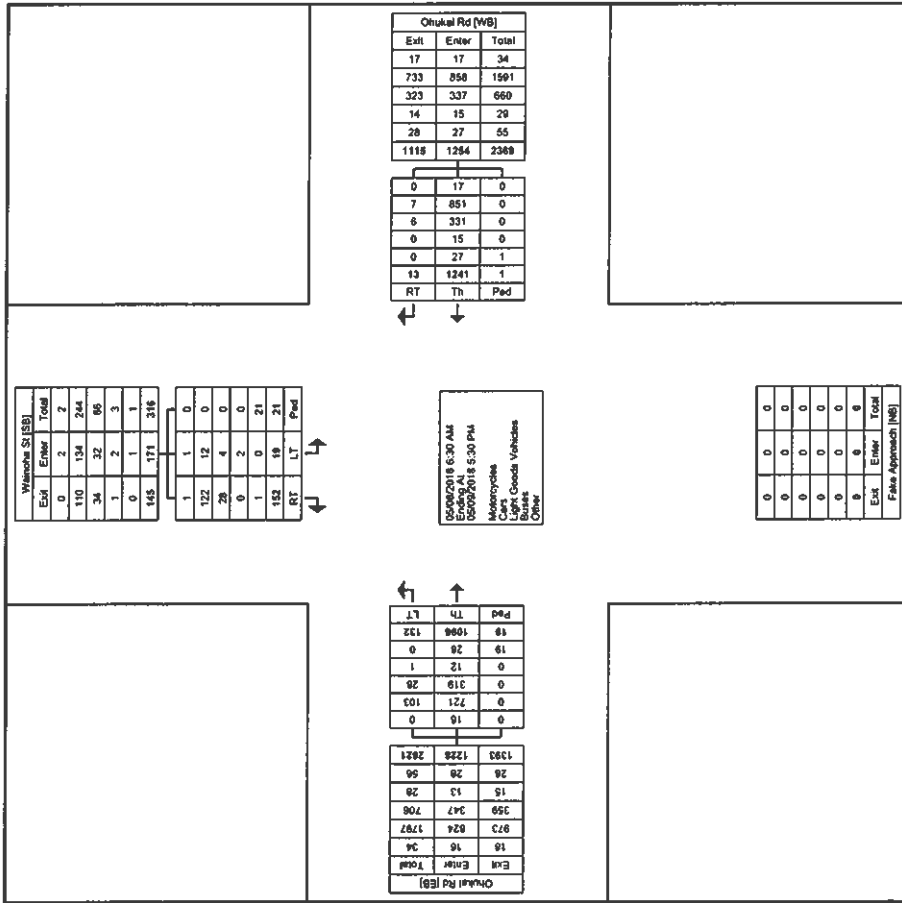 Ohukai Rd [WB]
Exit Enter Total
17 17 34
733 858 1591
323 337 660
14 15 29
28 27 55
1115 1254 2369
0 17 0
7 851 0
6 331 0
0 15 0
0 27 1
13 1241 1
RT Th Ped
Wainoha St [SB]
Exit Enter Total
0 2 2
110 134 244
34 32 66
1 2 3
0 1 1
145 171 316
1 1 0
122 12 0
28 4 0
0 2 0
1 0 21
152 19 21
RT LT Ped
05/08/2018 6:30 AM
Ending At
05/09/2018 5:30 PM
Motorcycles
Cars
Light Goods Vehicles
Buses
Other
0 0 0
0 0 0
0 0 0
0 0 0
0 0 0
0 0 0
Exit Enter Total
Fake Approach [NB]
Ohukai Rd [EB]
Exit Enter Total
18 16 34
973 824 1797
359 347 706
15 13 28
28 28 56
1393 1228 2621
0 16 0
0 721 103
0 319 28
0 12 1
19 28 0
19 1096 132
Ped Th LT